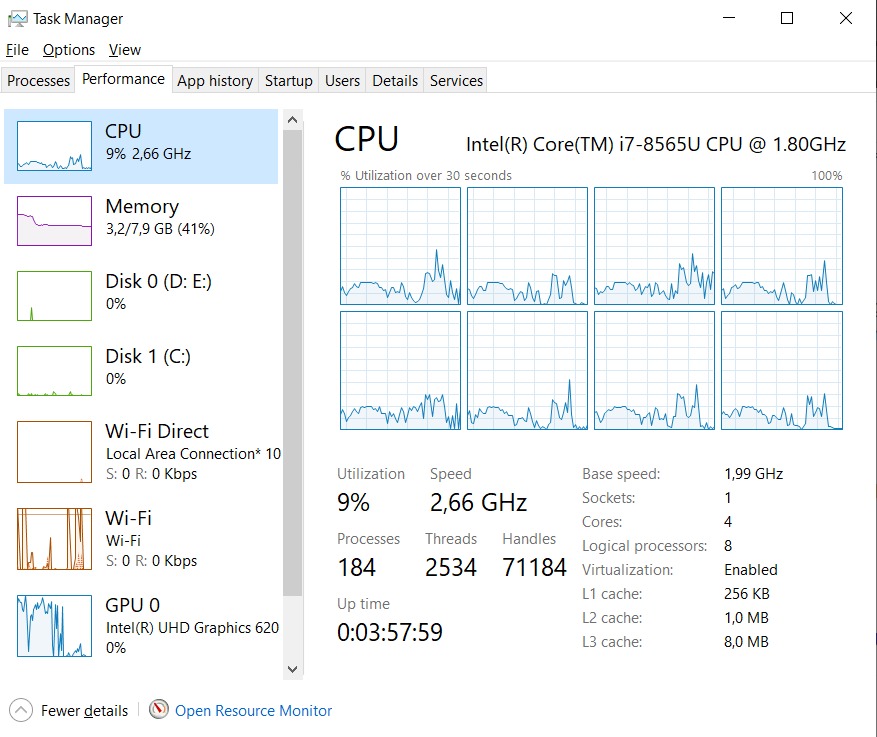 Task Manager
File Options View
Processes Performance App history Startup Users Details Services
CPU
9% 2,66 GHz
Memory
3,2/7,9 GB (41%)
Disk 0 (D: E:)
0%
Disk 1 (C:)
0%
Wi-Fi Direct
Local Area Connection* 10
S: 0 R: 0 Kbps
Wi-Fi
Wi-Fi
S: 0 R: 0 Kbps
GPU 0
Intel(R) UHD Graphics 620
0%
CPU Intel(R) Core(TM) i7-8565U CPU @ 1.80GHz
% Utilization over 30 seconds 100%
Utilization Speed
9% 2,66 GHz
Processes Threads Handles
184 2534 71184
Up time
0:03:57:59
Base speed: 1,99 GHz
Sockets: 1
Cores: 4
Logical processors: 8
Virtualization: Enabled
L1 cache: 256 KB
L2 cache: 1,0 MB
L3 cache: 8,0 MB
Fewer details Open Resource Monitor